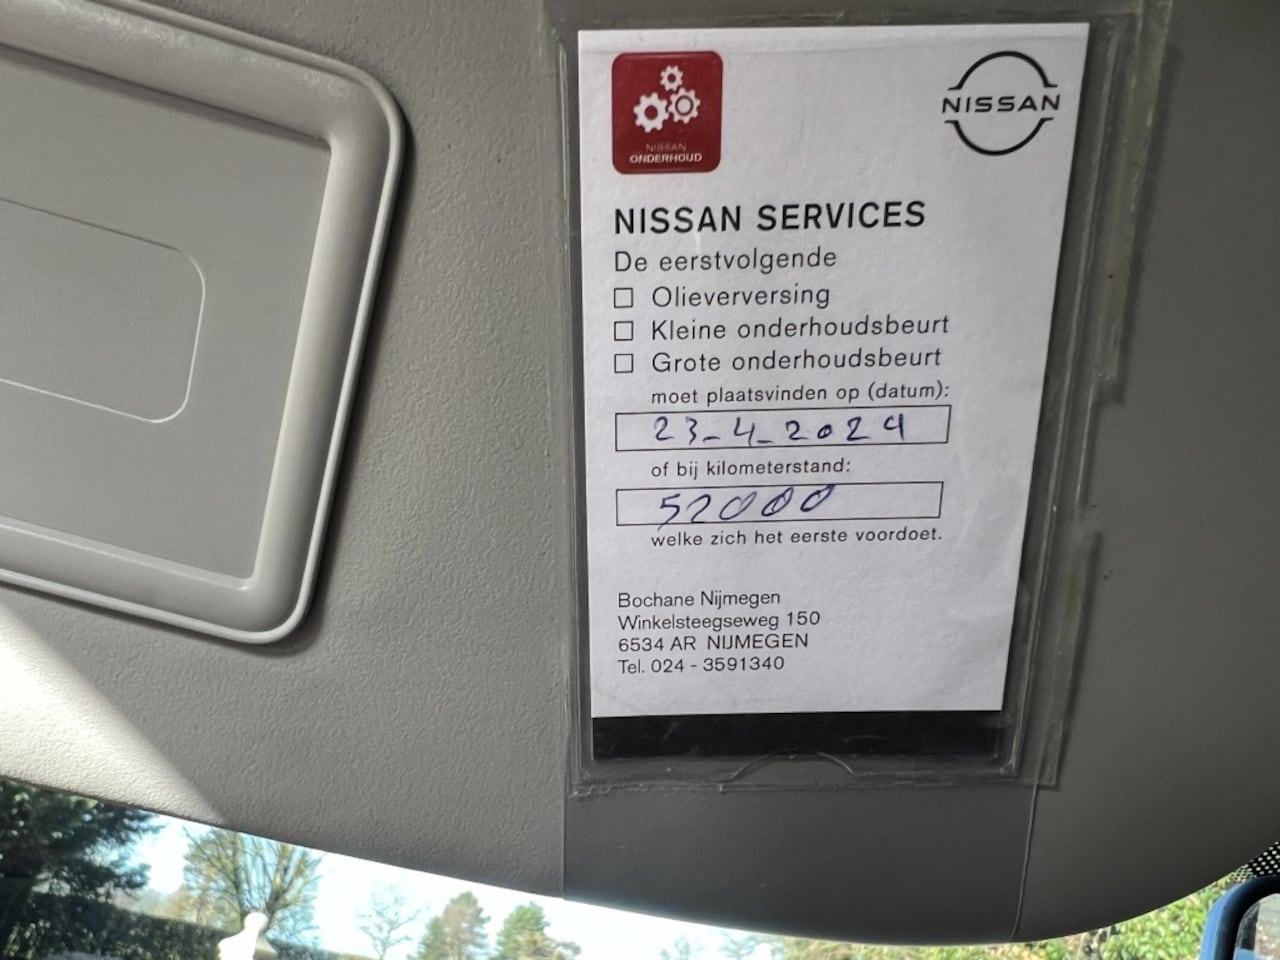 NISSAN
ONDERHOUD
NISSAN
NISSAN SERVICES
De eerstvolgende
Olieverversing
Kleine onderhoudsbeurt
Grote onderhoudsbeurt
moet plaatsvinden op (datum):
23-4-2024
of bij kilometerstand:
52000
welke zich het eerste voordoet.
Bochane Nijmegen
Winkelsteegseweg 150
6534 AR NIJMEGEN
Tel. 024 - 3591340